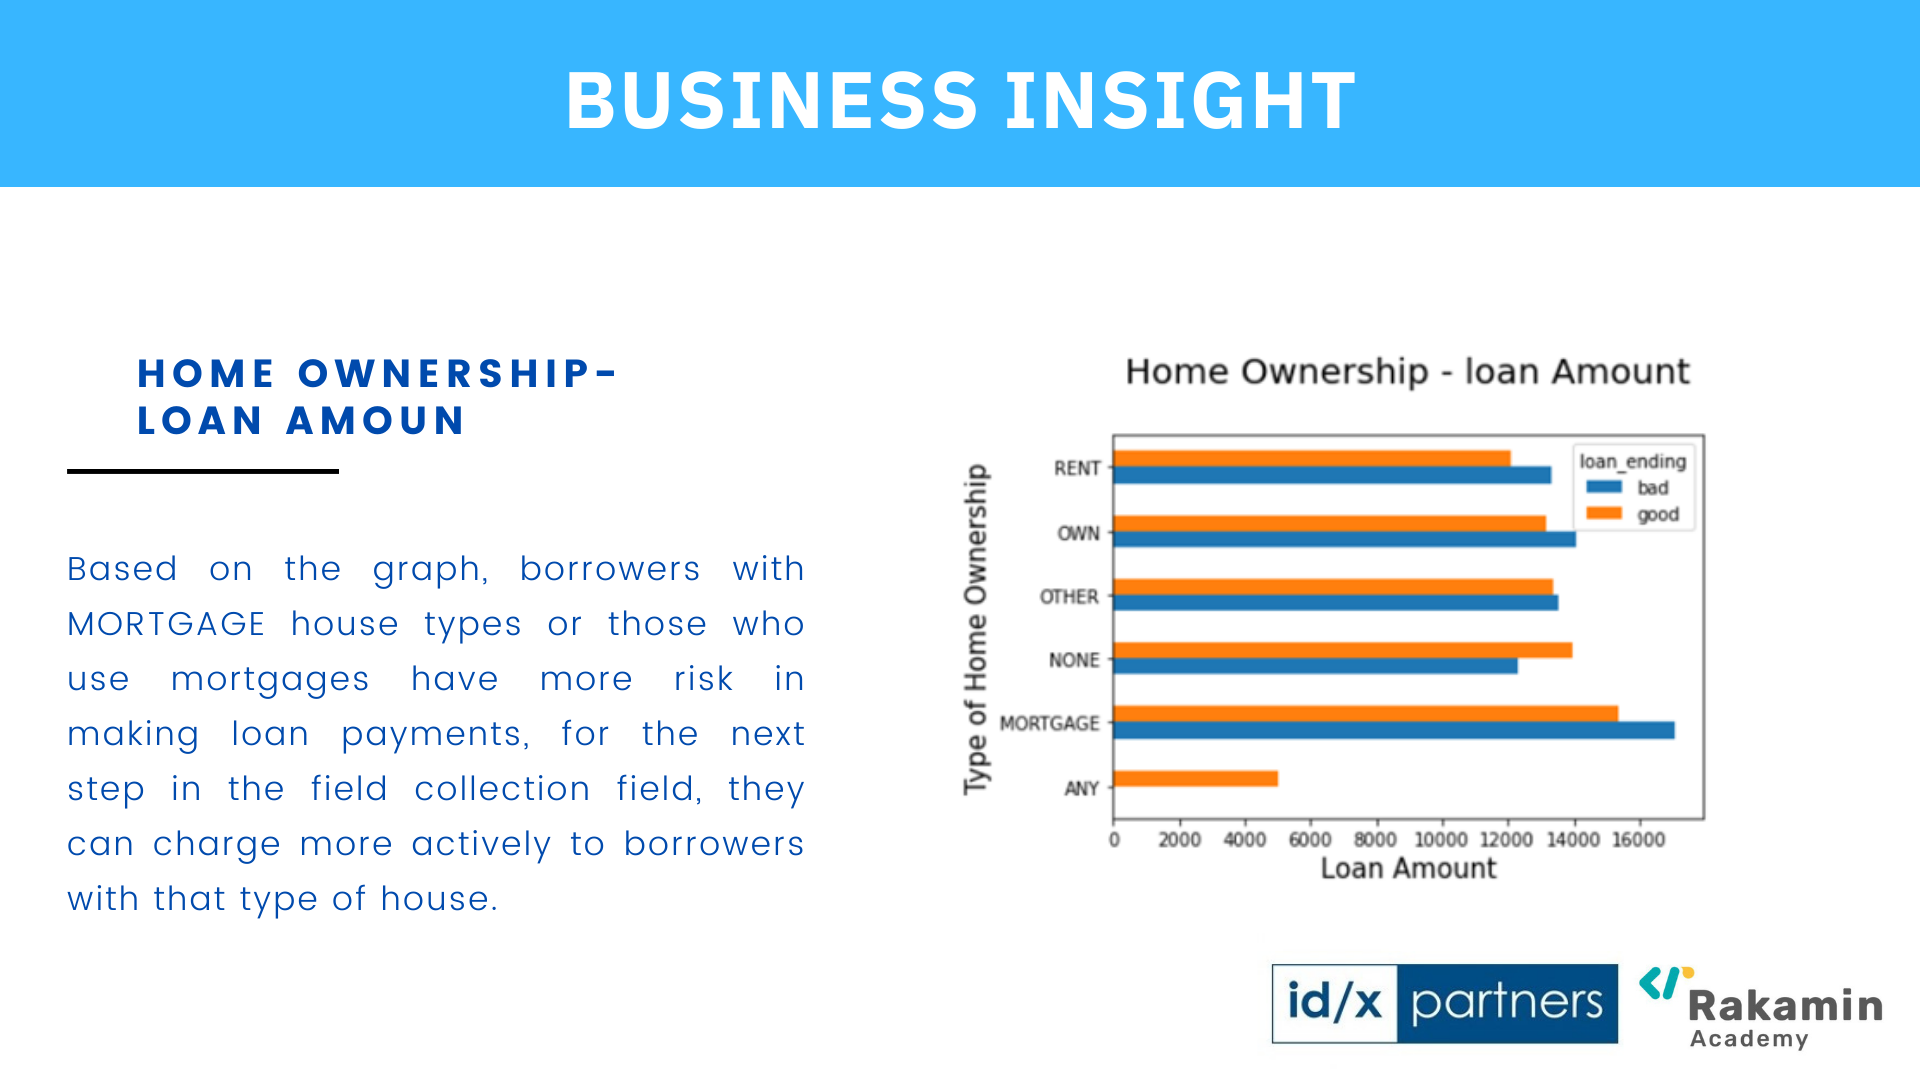 BUSINESS INSIGHT
HOME OWNERSHIP-
LOAN AMOUN
Based on the graph, borrowers with
MORTGAGE house types or those who
use mortgages have more risk in
making loan payments, for the next
step in the field collection field, they
can charge more actively to borrowers
with that type of house.
Home Ownership - loan Amount
Type of Home Ownership
RENT
OWN
OTHER
NONE
MORTGAGE
ANY
loan_ending
bad
good
0 2000 4000 6000 8000 10000 12000 14000 16000
Loan Amount
id/x partners
Rakamin
Academy